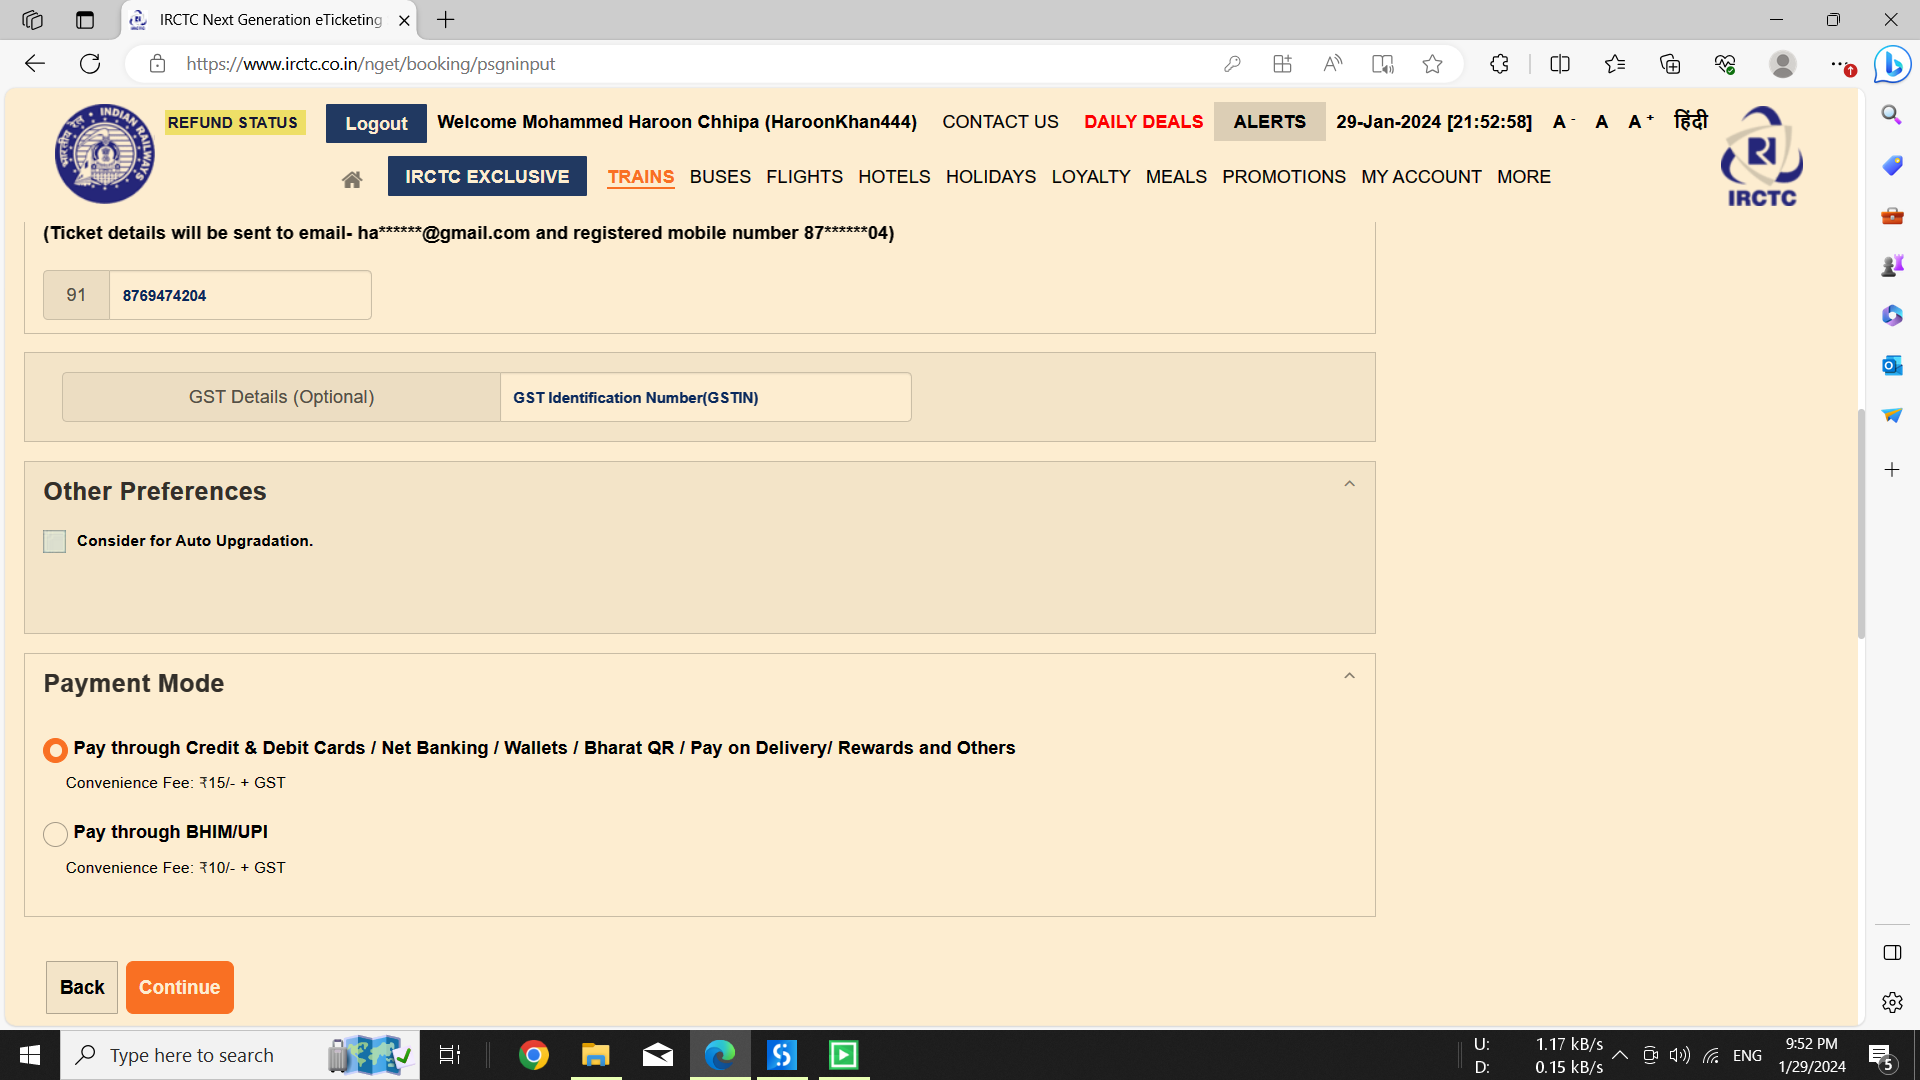 IRCTC Next Generation eTicketing
https://www.irctc.co.in/nget/booking/psgninput
INDIAN RAILWAYS
REFUND STATUS
Logout
Welcome Mohammed Haroon Chhipa (HaroonKhan444)
CONTACT US
DAILY DEALS
ALERTS
29-Jan-2024 [21:52:58]
A -
A
A +
हिंदी
IRCTC EXCLUSIVE
TRAINS
BUSES
FLIGHTS
HOTELS
HOLIDAYS
LOYALTY
MEALS
PROMOTIONS
MY ACCOUNT
MORE
IRCTC
(Ticket details will be sent to email- ha******@gmail.com and registered mobile number 87******04)
91
8769474204
GST Details (Optional)
GST Identification Number(GSTIN)
Other Preferences
Consider for Auto Upgradation.
Payment Mode
Pay through Credit & Debit Cards / Net Banking / Wallets / Bharat QR / Pay on Delivery/ Rewards and Others
Convenience Fee: ₹15/- + GST
Pay through BHIM/UPI
Convenience Fee: ₹10/- + GST
Back
Continue
Type here to search
U: 1.17 kB/s
D: 0.15 kB/s
ENG
9:52 PM
1/29/2024
5